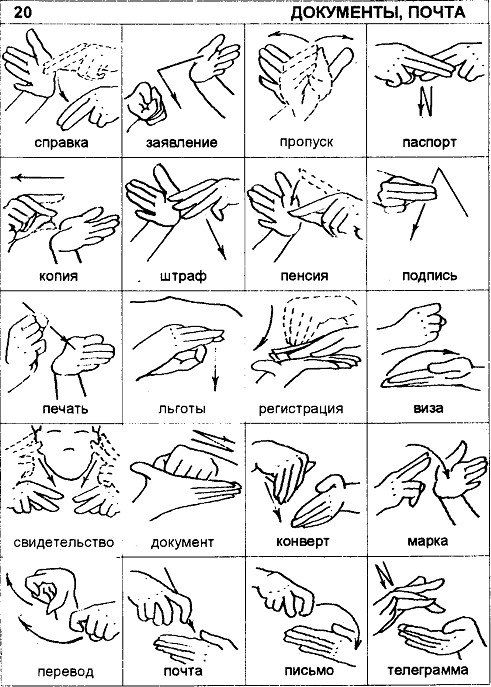 20 ДОКУМЕНТЫ, ПОЧТА
справка заявление пропуск паспорт
копия штраф пенсия подпись
печать льготы регистрация виза
свидетельство документ конверт марка
перевод почта письмо телеграмма